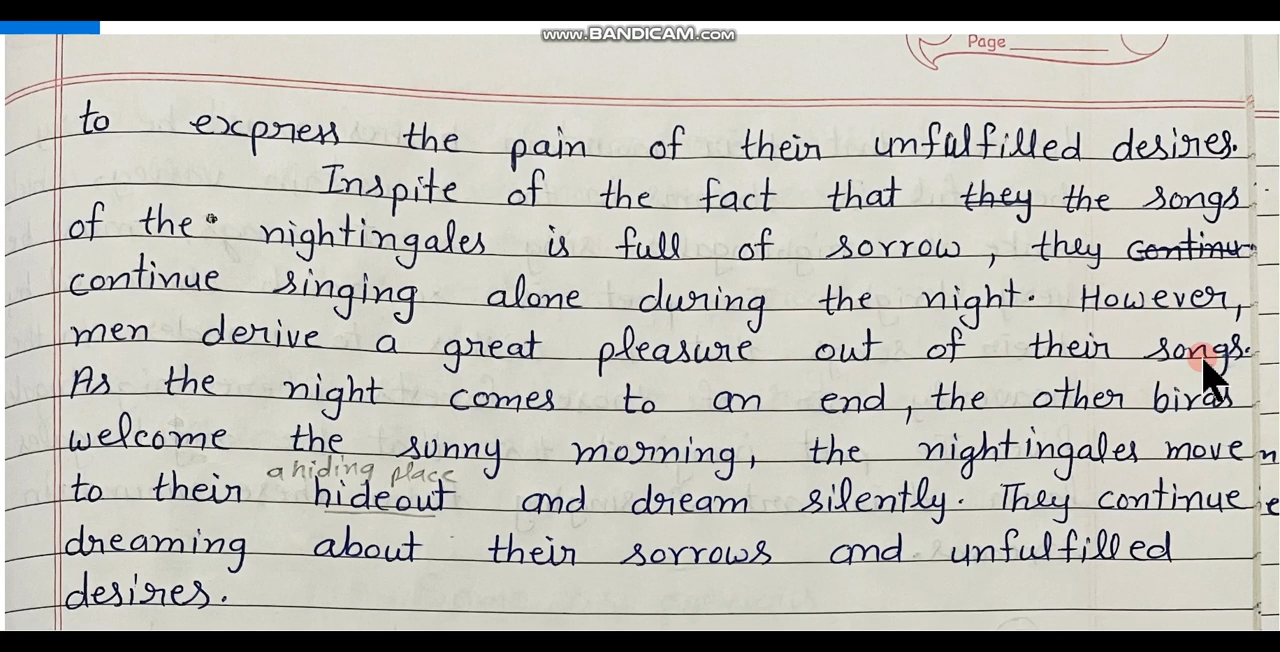 www.BANDICAM.com
Page
to express the pain of their unfulfilled desires.
Inspite of the fact that they the songs
of the nightingales is full of sorrow, they continu
continue singing alone during the night. However,
men derive a great pleasure out of their songs.
As the night comes to an end, the other birds
welcome the sunny morning, the nightingales move
a hiding place
to their hideout and dream silently. They continue
dreaming about their sorrows and unfulfilled
desires.